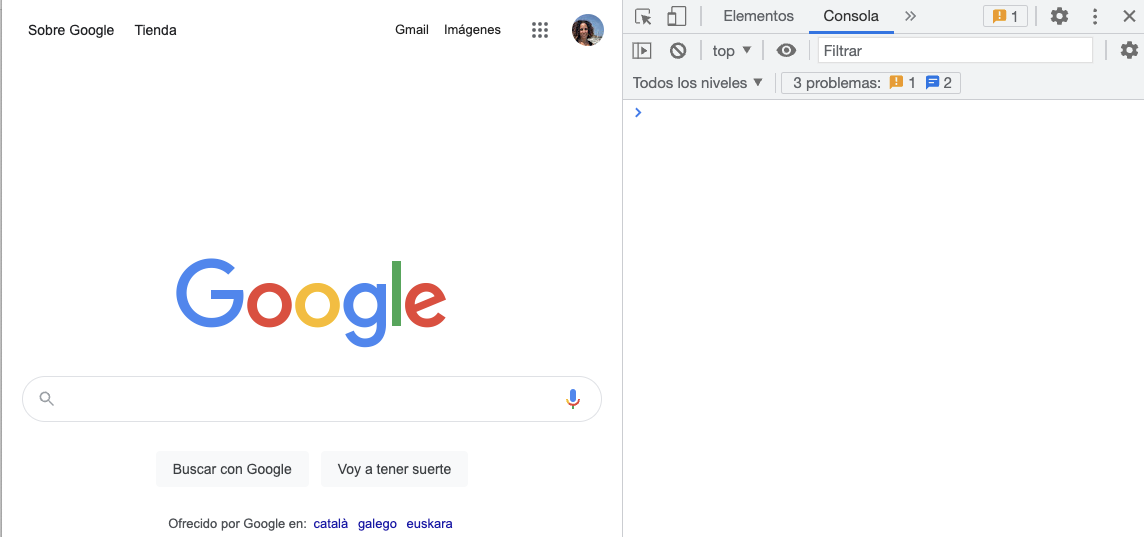 Sobre Google Tienda Gmail Imágenes
Google
Buscar con Google Voy a tener suerte
Ofrecido por Google en: català galego euskara
Elementos Consola 1
top Filtrar
Todos los niveles 3 problemas: 1 2